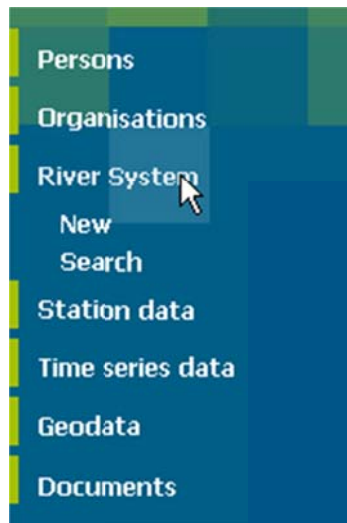 Persons
Organisations
River System
New
Search
Station data
Time series data
Geodata
Documents